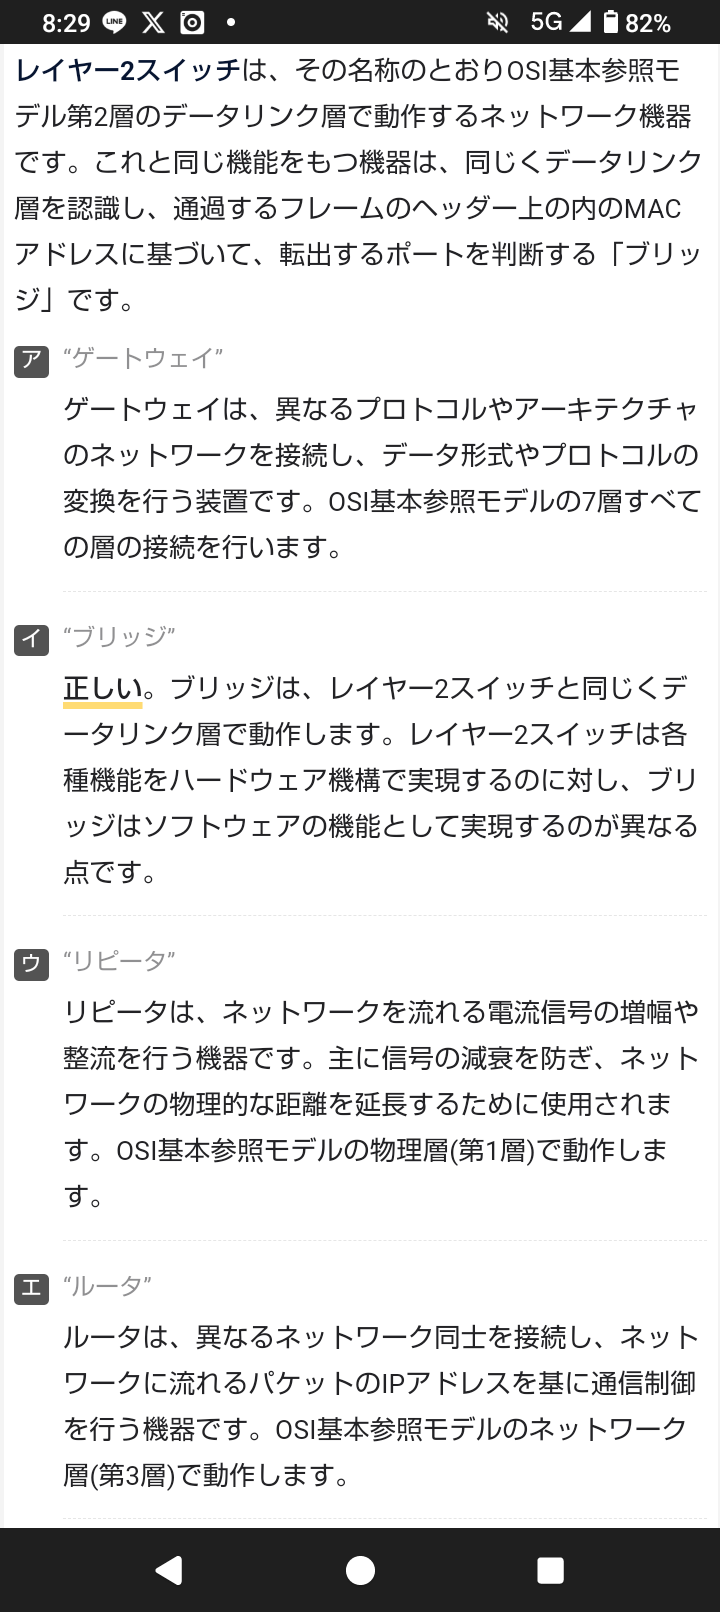 8:29 LINE 5G 82%
レイヤー2スイッチは、その名称のとおりOSI基本参照モ
デル第2層のデータリンク層で動作するネットワーク機器
です。これと同じ機能をもつ機器は、同じくデータリンク
層を認識し、通過するフレームのヘッダー上の内のMAC
アドレスに基づいて、転出するポートを判断する「ブリッ
ジ」です。
ア “ゲートウェイ”
ゲートウェイは、異なるプロトコルやアーキテクチャ
のネットワークを接続し、データ形式やプロトコルの
変換を行う装置です。OSI基本参照モデルの7層すべて
の層の接続を行います。
イ “ブリッジ”
正しい。ブリッジは、レイヤー2スイッチと同じくデ
ータリンク層で動作します。レイヤー2スイッチは各
種機能をハードウェア機構で実現するのに対し、ブリ
ッジはソフトウェアの機能として実現するのが異なる
点です。
ウ “リピータ”
リピータは、ネットワークを流れる電流信号の増幅や
整流を行う機器です。主に信号の減衰を防ぎ、ネット
ワークの物理的な距離を延長するために使用されま
す。OSI基本参照モデルの物理層(第1層)で動作しま
す。
エ “ルータ”
ルータは、異なるネットワーク同士を接続し、ネット
ワークに流れるパケットのIPアドレスを基に通信制御
を行う機器です。OSI基本参照モデルのネットワーク
層(第3層)で動作します。